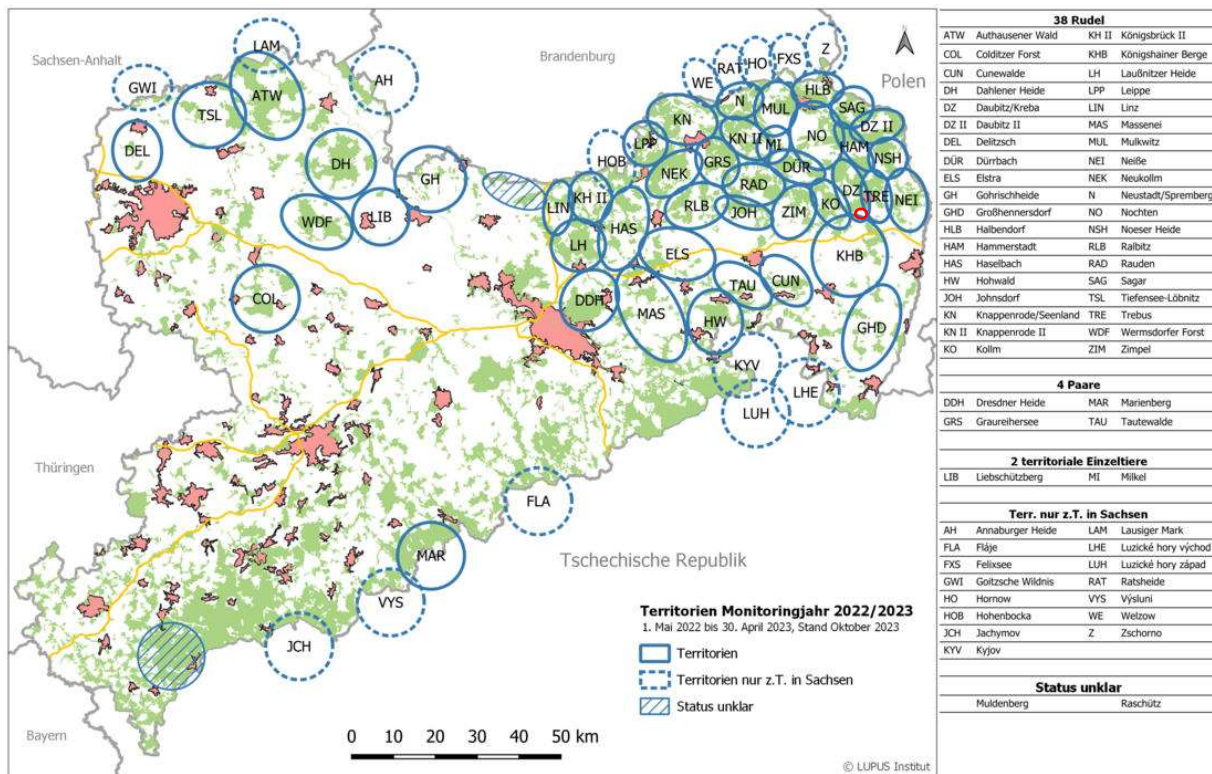 Sachsen-Anhalt
Brandenburg
Polen
Thüringen
Bayern
Tschechische Republik
LAM
GWI
AH
ATW
TSL
DEL
DH
GH
WDF
LIB
COL
HOB
WE
RAT
HO
FXS
Z
HLB
N
MUL
SAG
KN
LPP
KN II
MI
NO
DZ II
HAM
NSH
NEK
GRS
DÜR
RAD
DZ
TRE
NEI
KO
LIN
KH II
HAS
RLB
JOH
ZIM
LH
ELS
KHB
TAU
CUN
DDH
MAS
HW
GHD
KYV
LHE
LUH
FLA
MAR
VYS
JCH
Territorien Monitoringjahr 2022/2023
1. Mai 2022 bis 30. April 2023, Stand Oktober 2023
Territorien
Territorien nur z.T. in Sachsen
Status unklar
0 10 20 30 40 50 km
© LUPUS Institut
38 Rudel
ATW Authausener Wald KH II Königsbrück II
COL Colditzer Forst KHB Königshainer Berge
CUN Cunewalde LH Laußnitzer Heide
DH Dahlener Heide LPP Leippe
DZ Daubitz/Kreba LIN Linz
DZ II Daubitz II MAS Massenei
DEL Delitzsch MUL Mulkwitz
DÜR Dürrbach NEI Neiße
ELS Elstra NEK Neukollm
GH Gohrischheide N Neustadt/Spremberg
GHD Großhennersdorf NO Nochten
HLB Halbendorf NSH Noeser Heide
HAM Hammerstadt RLB Ralbitz
HAS Haselbach RAD Rauden
HW Hohwald SAG Sagar
JOH Johnsdorf TSL Tiefensee-Löbnitz
KN Knappenrode/Seenland TRE Trebus
KN II Knappenrode II WDF Wermsdorfer Forst
KO Kollm ZIM Zimpel
4 Paare
DDH Dresdner Heide MAR Marienberg
GRS Graureihersee TAU Tautewalde
2 territoriale Einzeltiere
LIB Liebschützberg MI Milkel
Terr. nur z.T. in Sachsen
AH Annaburger Heide LAM Lausiger Mark
FLA Fláje LHE Luzické hory východ
FXS Felixsee LUH Luzické hory západ
GWI Goitzsche Wildnis RAT Ratsheide
HO Hornow VYS Výsluni
HOB Hohenbocka WE Welzow
JCH Jachymov Z Zschorno
KYV Kyjov
Status unklar
Muldenberg Raschütz